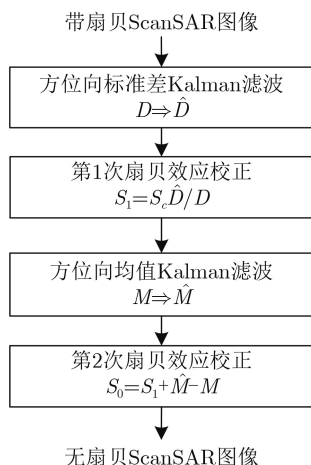 带扇贝ScanSAR图像
方位向标准差Kalman滤波
D⇒D̂
第1次扇贝效应校正
S₁=S_c D̂/D
方位向均值Kalman滤波
M⇒M̂
第2次扇贝效应校正
S₀=S₁+M̂−M
无扇贝ScanSAR图像